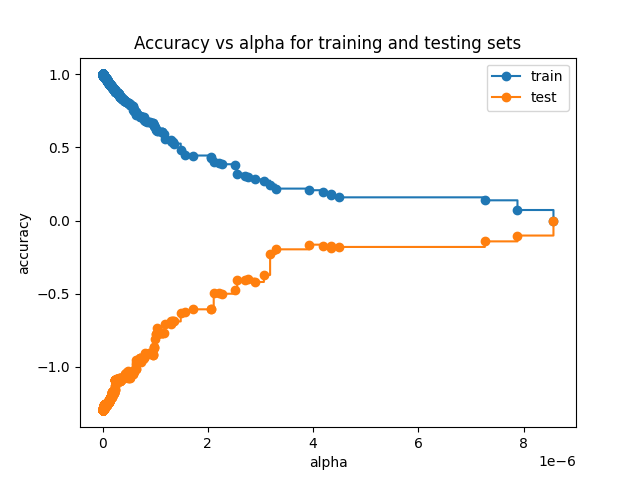 Accuracy vs alpha for training and testing sets
train
test
1.0
0.5
0.0
−0.5
−1.0
accuracy
0 2 4 6 8
1e−6
alpha